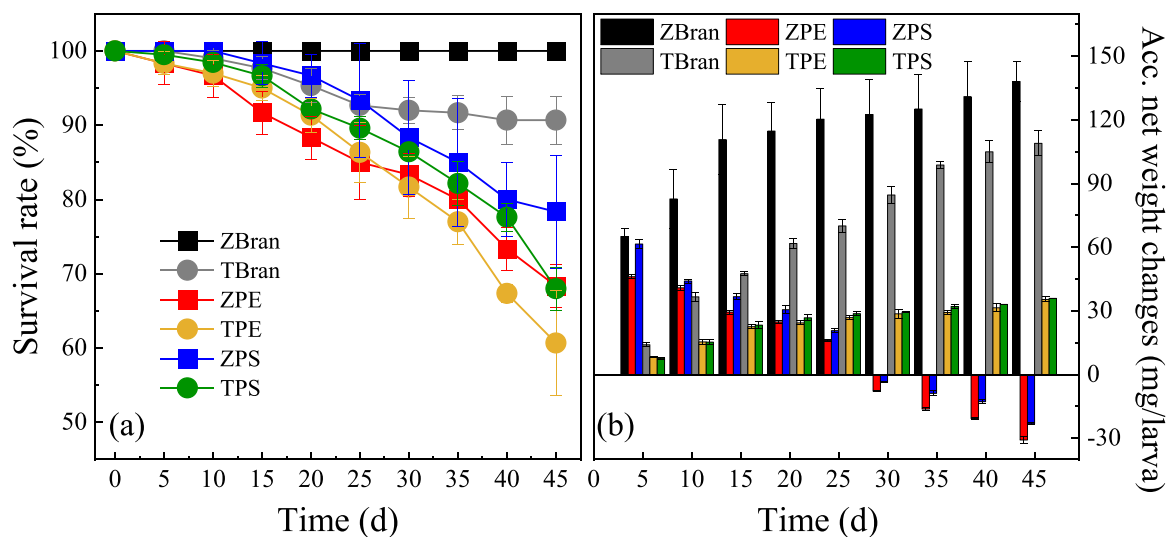 Survival rate (%)
100
90
80
70
60
50
ZBran
TBran
ZPE
TPE
ZPS
TPS
(a)
0 5 10 15 20 25 30 35 40 45
Time (d)
ZBran ZPE ZPS
TBran TPE TPS
150
120
90
60
30
0
-30
Acc. net weight changes (mg/larva)
(b)
0 5 10 15 20 25 30 35 40 45
Time (d)